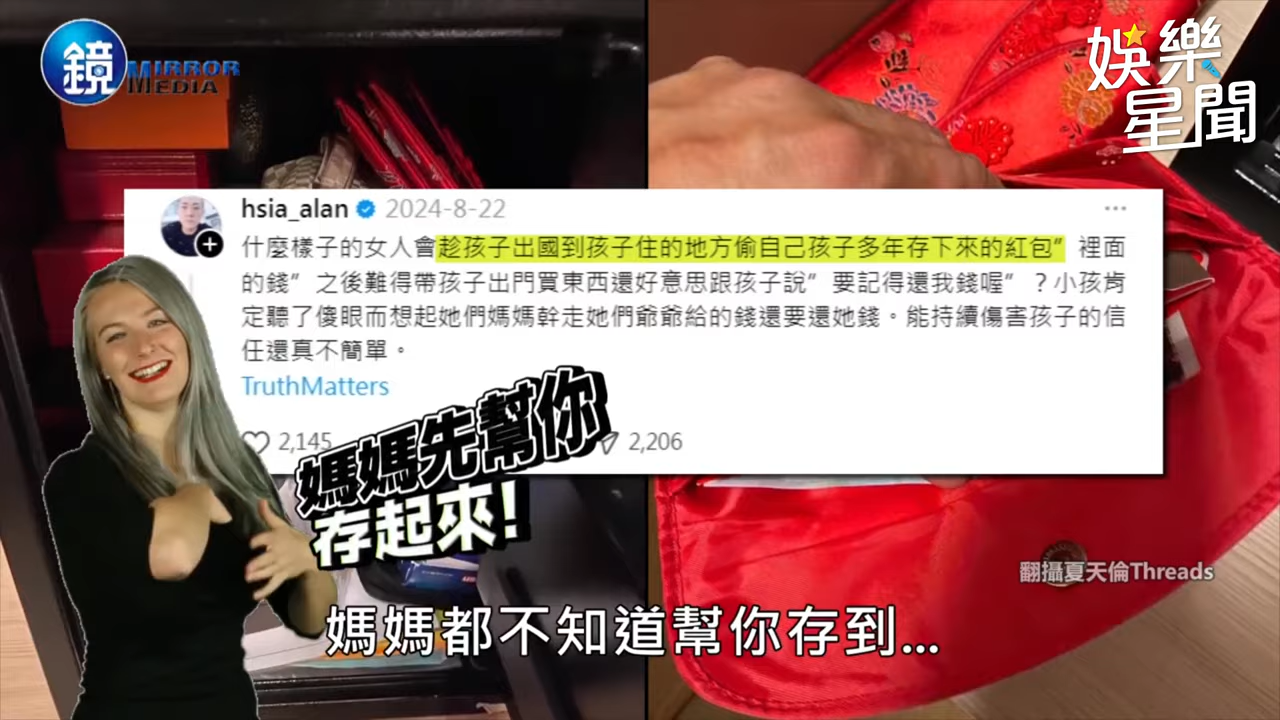 鏡 MIRROR
MEDIA
娛樂
星聞
hsia_alan 2024-8-22
什麼樣子的女人會趁孩子出國到孩子住的地方偷自己孩子多年存下來的紅包” 裡面
的錢” 之後難得帶孩子出門買東西還好意思跟孩子說” 要記得還我錢喔” ？小孩肯
定聽了傻眼而想起她們媽媽幹走她們爺爺給的錢還要還她錢。能持續傷害孩子的信
任還真不簡單。
TruthMatters
2,145 2,206
媽媽先幫你
存起來!
翻攝夏天倫Threads
媽媽都不知道幫你存到...